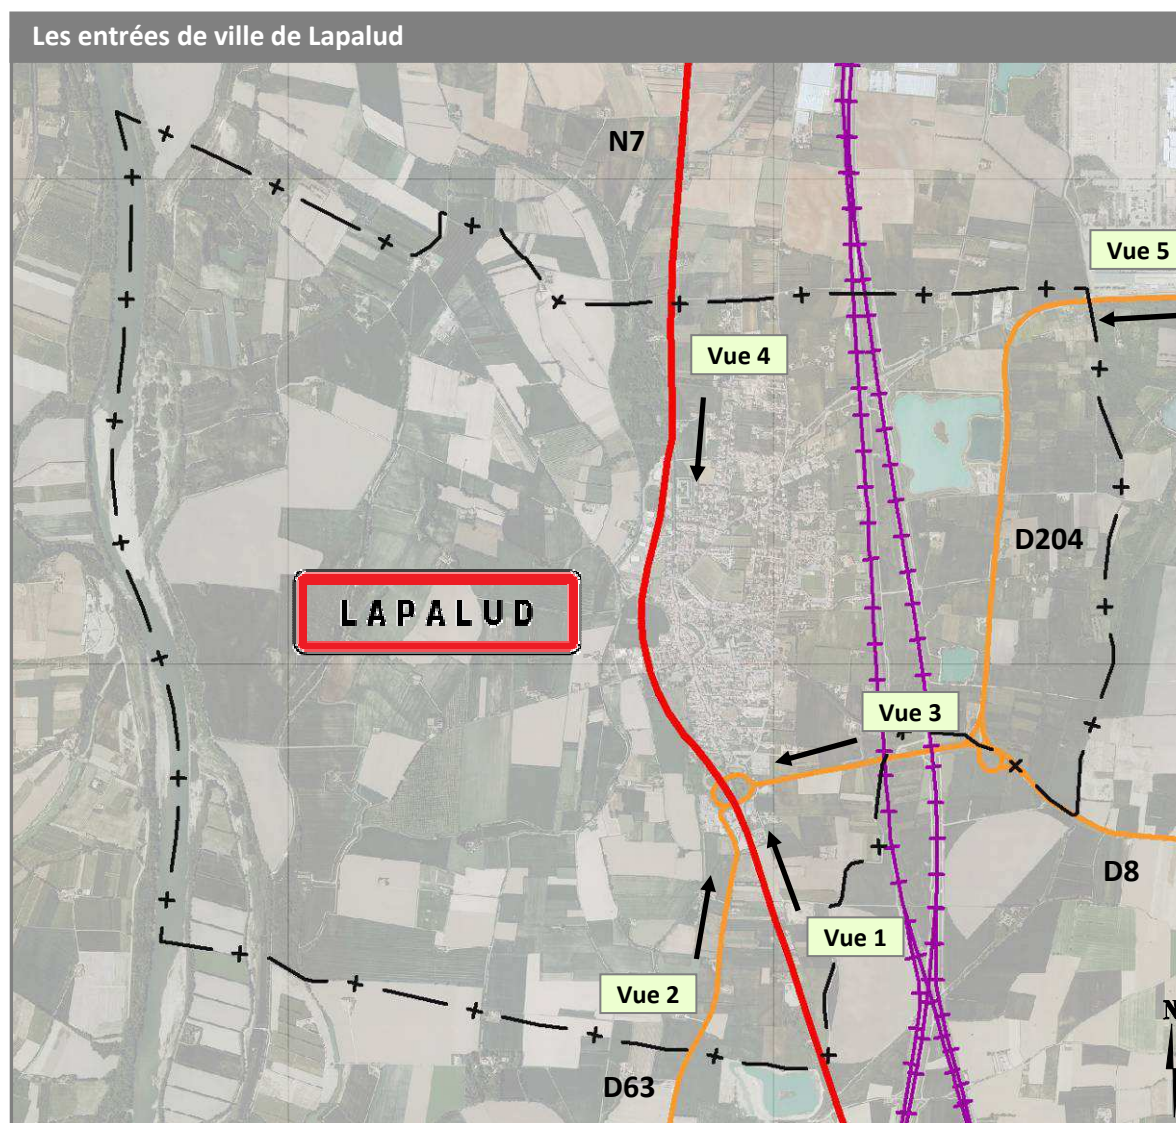 Les entrées de ville de Lapalud
N7
Vue 5
Vue 4
D204
LAPALUD
Vue 3
D8
Vue 1
Vue 2
N
D63